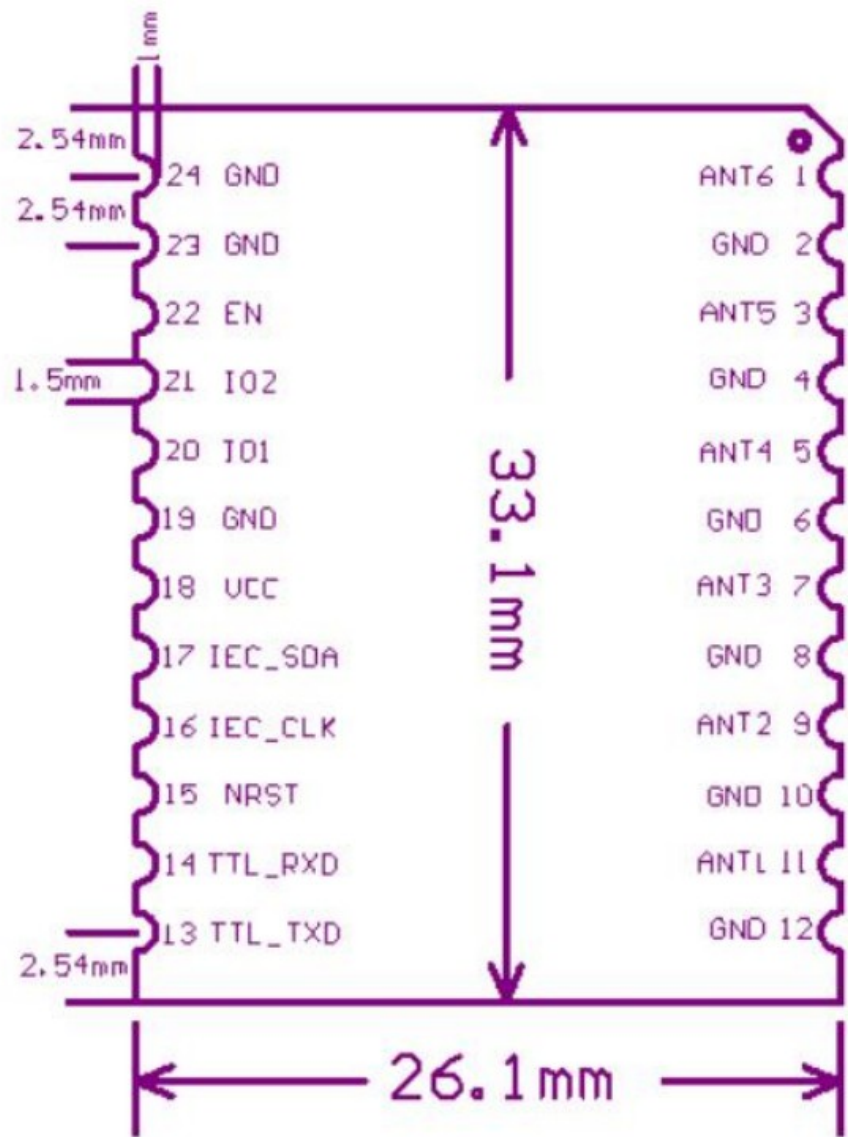 1mm
2.54mm
24 GND ANT6 1
2.54mm
23 GND GND 2
22 EN ANT5 3
1.5mm 21 IO2 GND 4
20 IO1 ANT4 5
19 GND GND 6
18 VCC ANT3 7
33.1mm
17 IEC_SDA GND 8
16 IEC_CLK ANT2 9
15 NRST GND 10
14 TTL_RXD ANT1 11
13 TTL_TXD GND 12
2.54mm
26.1mm